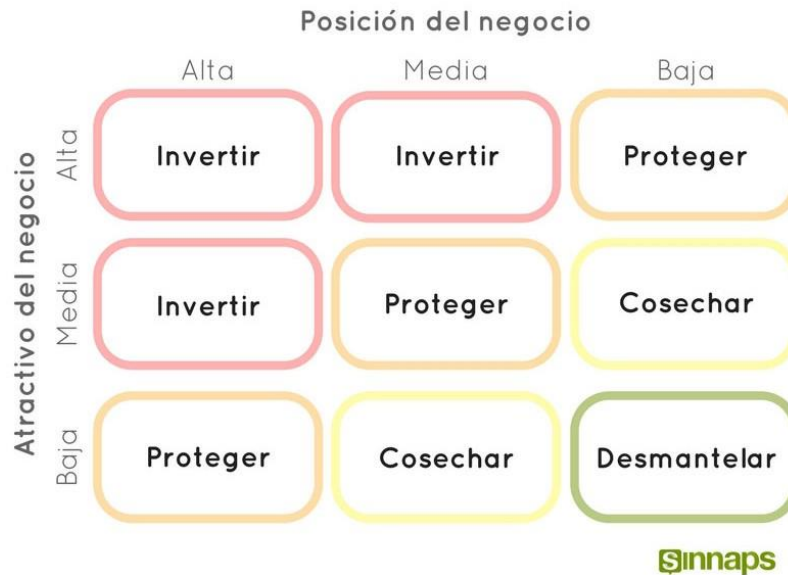 Posición del negocio
Alta Media Baja
Atractivo del negocio
Alta
Invertir Invertir Proteger
Media
Invertir Proteger Cosechar
Baja
Proteger Cosechar Desmantelar
Sinnaps